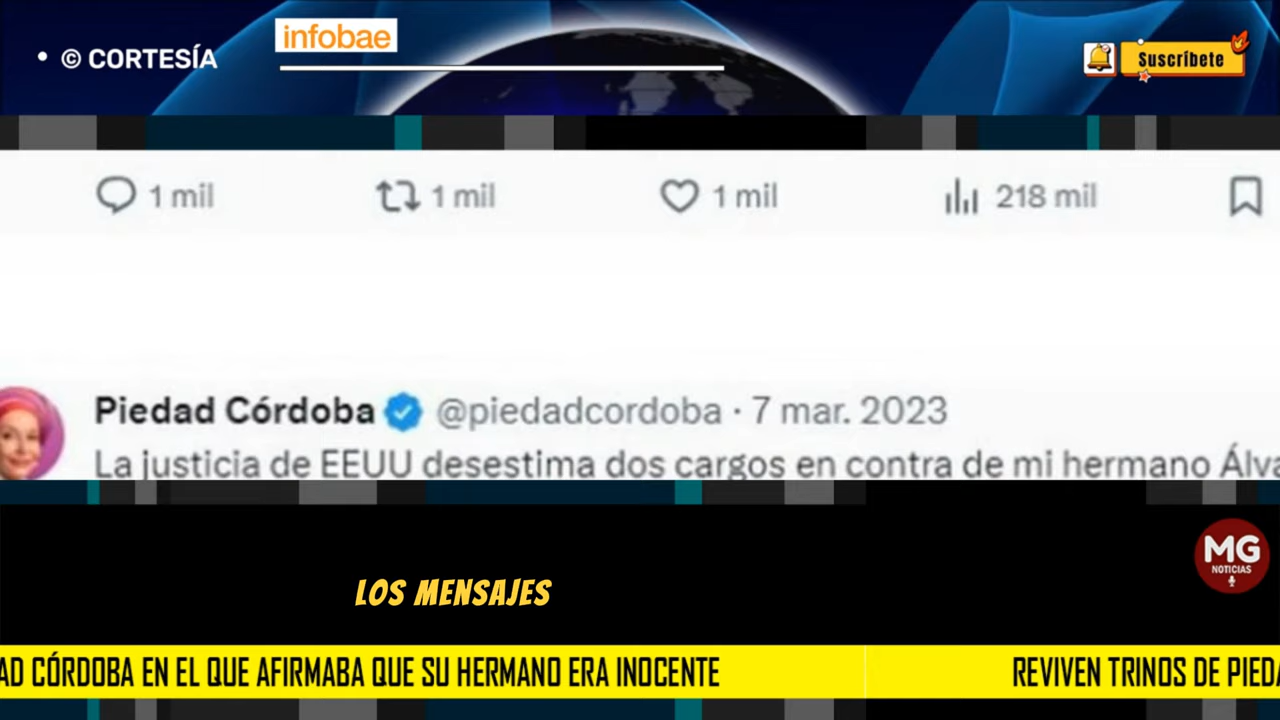 • © CORTESÍA
infobae
Suscríbete
1 mil 1 mil 1 mil 218 mil
Piedad Córdoba @piedadcordoba · 7 mar. 2023
La justicia de EEUU desestima dos cargos en contra de mi hermano Álva
MG
NOTICIAS
LOS MENSAJES
AD CÓRDOBA EN EL QUE AFIRMABA QUE SU HERMANO ERA INOCENTE REVIVEN TRINOS DE PIEDA